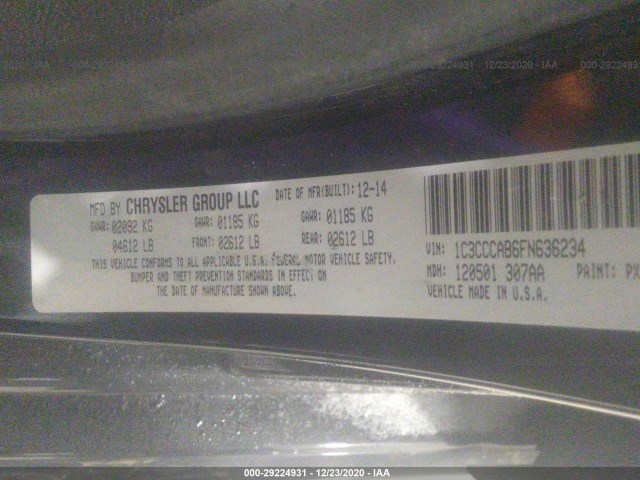 000-29224931 • 12/23/2020 - IAA
000-29224931
MFD BY CHRYSLER GROUP LLC DATE OF MFR(BUILT): 12-14
GVWR: 02092 KG GAWR: 01185 KG GAWR: 01185 KG
04612 LB FRONT: 02612 LB REAR: 02612 LB
THIS VEHICLE CONFORMS TO ALL APPLICABLE U.S.A. FEDERAL MOTOR VEHICLE SAFETY,
BUMPER AND THEFT PREVENTION STANDARDS IN EFFECT ON
THE DATE OF MANUFACTURE SHOWN ABOVE.
VIN: 1C3CCCAB6FN636234
MDH: 120501 307AA PAINT: PX
VEHICLE MADE IN U.S.A.
000-29224931 • 12/23/2020 - IAA